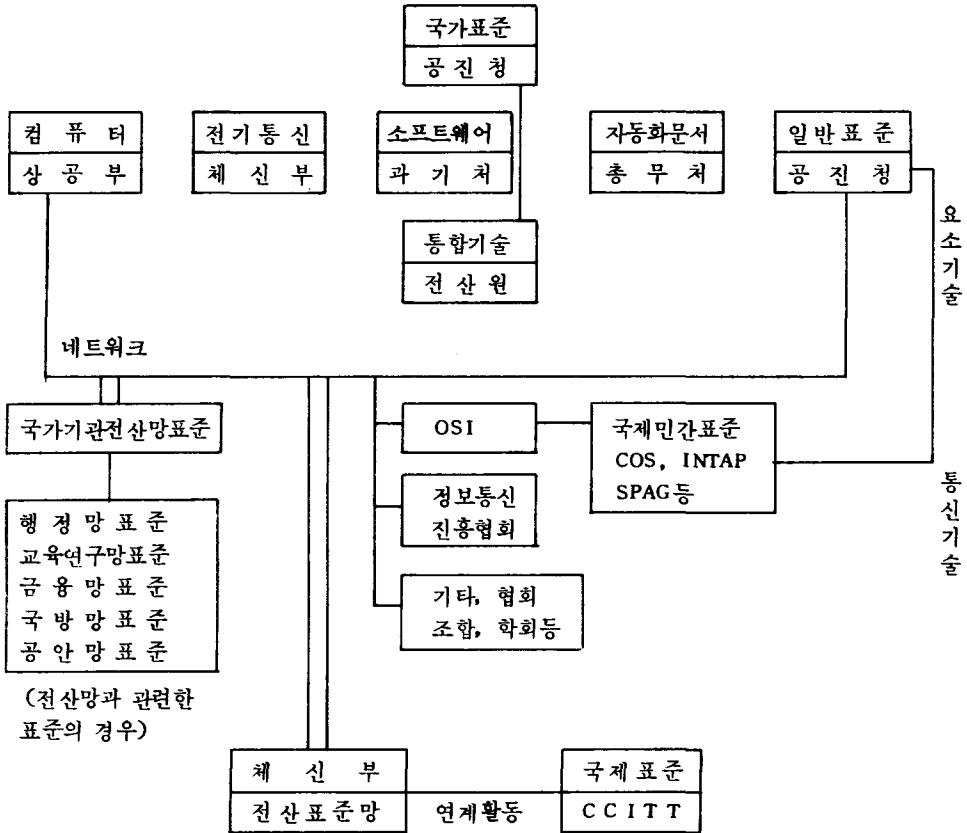 국가표준
공진청
컴퓨터
상공부
전기통신
체신부
소프트웨어
과기처
자동화문서
총무처
일반표준
공진청
통합기술
전산원
요소기술
네트워크
국가기관전산망표준
OSI
국제민간표준
COS, INTAP
SPAG등
정보통신
진흥협회
통신기술
행정망표준
교육연구망표준
금융망표준
국방망표준
공안망표준
기타, 협회
조합, 학회등
(전산망과 관련한
표준의 경우)
체신부
전산표준망
연계활동
국제표준
CCITT